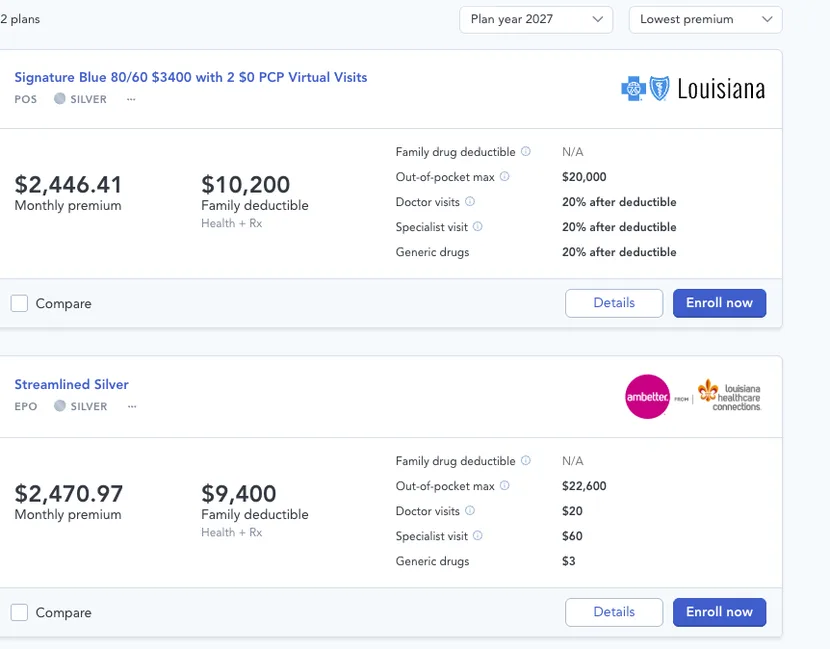 2 plans
Plan year 2027
Lowest premium
Signature Blue 80/60 $3400 with 2 $0 PCP Virtual Visits
POS SILVER ...
Louisiana
$2,446.41
Monthly premium
$10,200
Family deductible
Health + Rx
Family drug deductible N/A
Out-of-pocket max $20,000
Doctor visits 20% after deductible
Specialist visit 20% after deductible
Generic drugs 20% after deductible
Compare
Details
Enroll now
Streamlined Silver
EPO SILVER ...
ambetter. FROM | louisiana
healthcare
connections.
$2,470.97
Monthly premium
$9,400
Family deductible
Health + Rx
Family drug deductible N/A
Out-of-pocket max $22,600
Doctor visits $20
Specialist visit $60
Generic drugs $3
Compare
Details
Enroll now